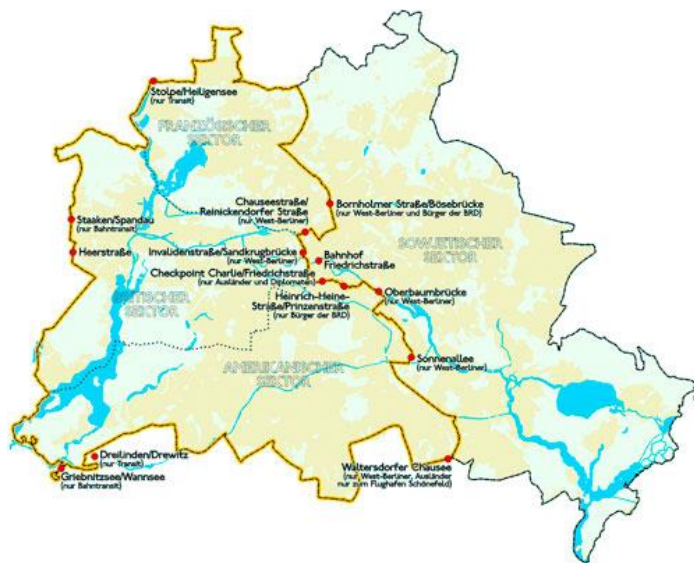 Stolpe/Heiligensee
(nur Transit)
FRANZÖSISCHER
SEKTOR
Chauseestraße/
Reinickendorfer Straße
(nur West-Berliner)
Bornholmer Straße/Bösebrücke
(nur West-Berliner und Bürger der BRD)
Staaken/Spandau
(nur Bahntransit)
Heerstraße
Invalidenstraße/Sandkrugbrücke
(nur West-Berliner)
Bahnhof
Friedrichstraße
SOWJETISCHER
SEKTOR
Checkpoint Charlie/Friedrichstraße
(nur Ausländer und Diplomaten)
BRITISCHER
SEKTOR
Heinrich-Heine-
Straße/Prinzenstraße
(nur Bürger der BRD)
Oberbaumbrücke
(nur West-Berliner)
Sonnenallee
(nur West-Berliner)
AMERIKANISCHER
SEKTOR
Dreilinden/Drewitz
(nur Transit)
Griebnitzsee/Wannsee
(nur Bahntransit)
Waltersdorfer Chausee
(nur West-Berliner, Ausländer
nur zum Flughafen Schönefeld)